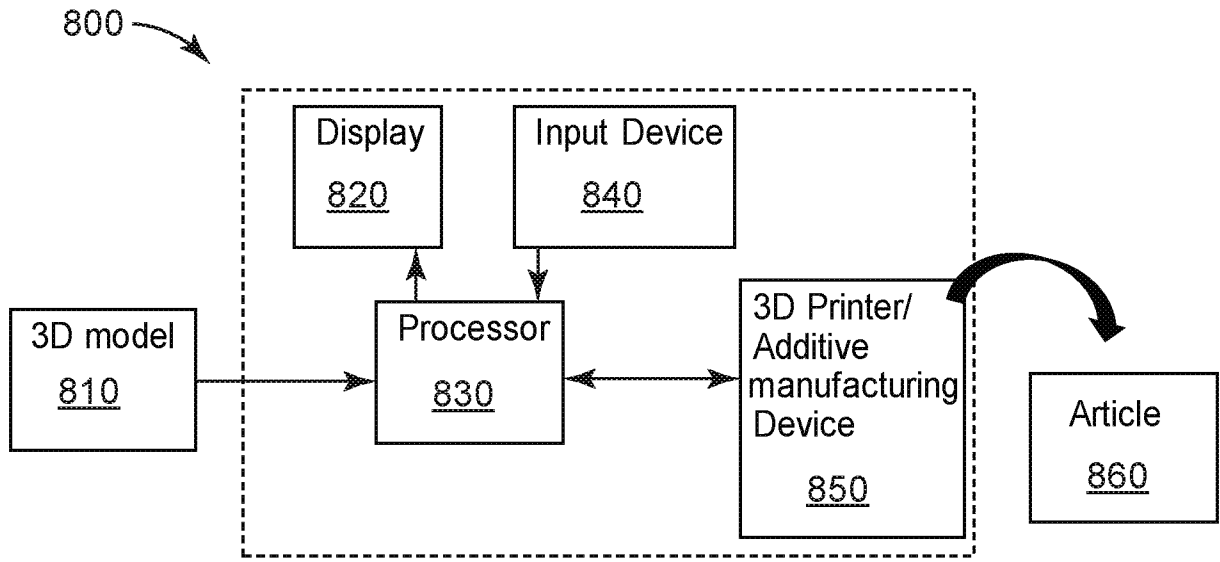 800
Display
820
Input Device
840
3D model
810
Processor
830
3D Printer/
Additive
manufacturing
Device
850
Article
860